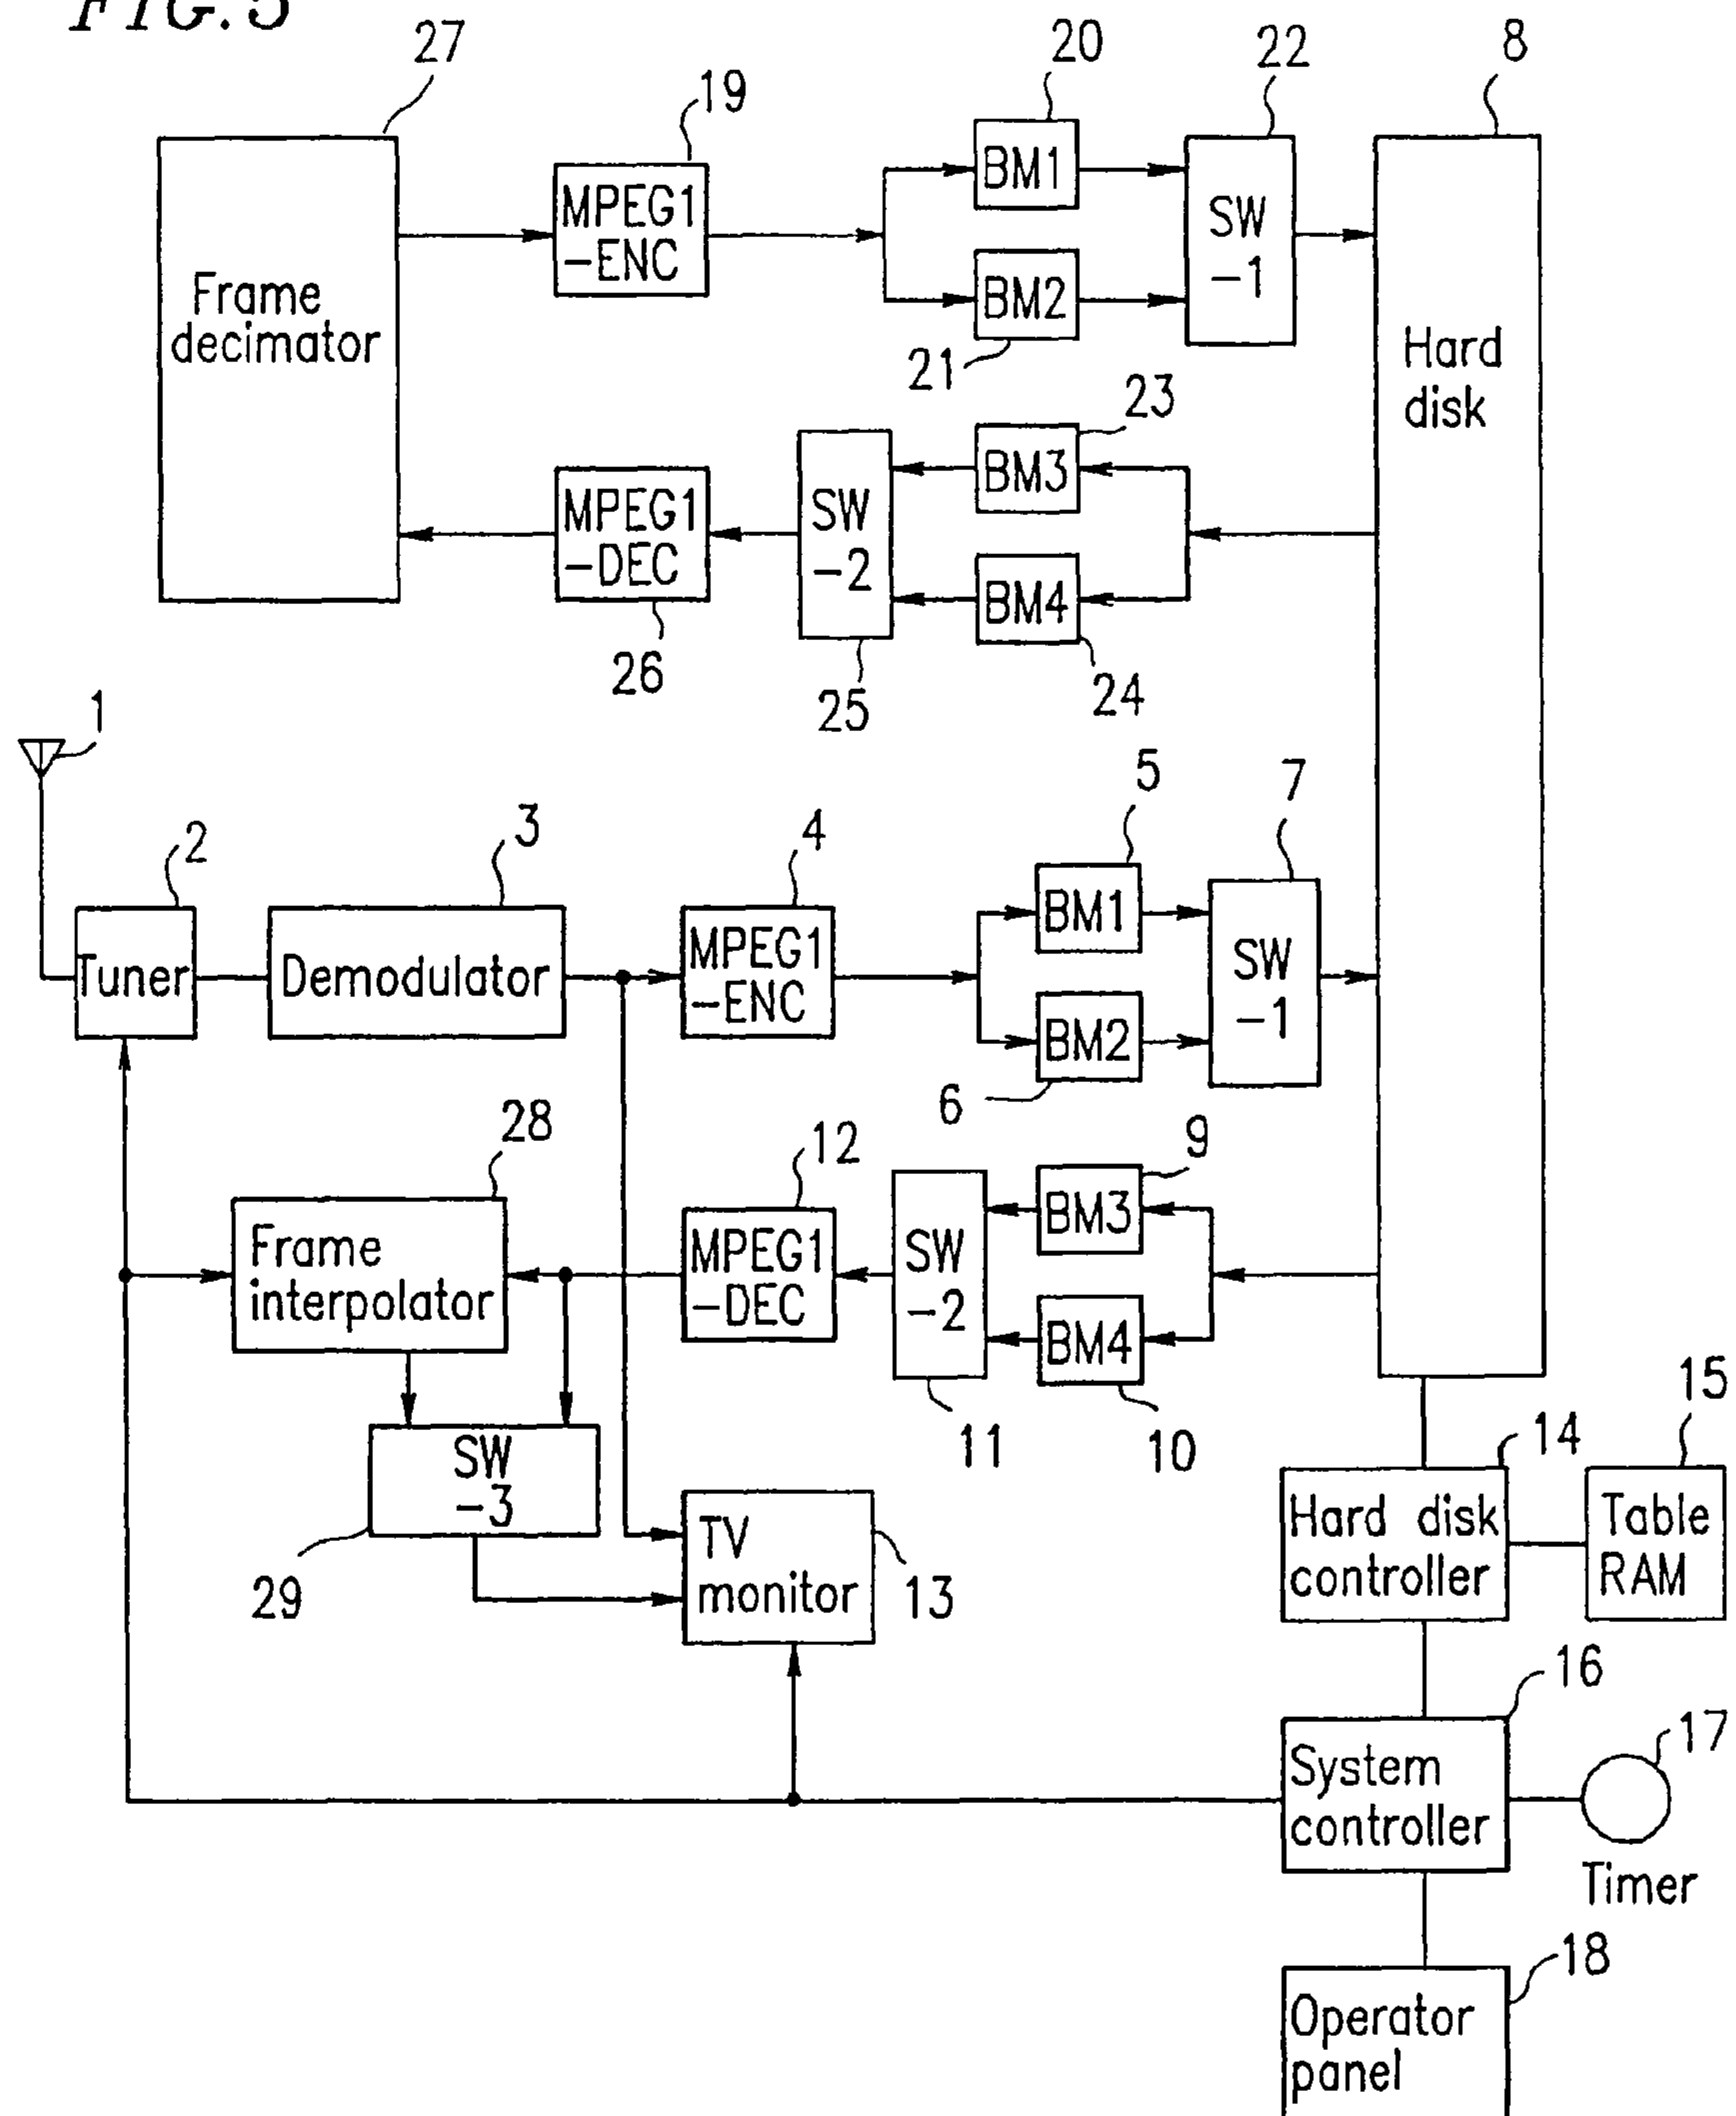 FIG. 5
27
19
20
22
8
MPEG1
-ENC
BM1
SW
-1
Frame
decimator
BM2
21
Hard
disk
23
MPEG1
-DEC
SW
-2
BM3
BM4
26
25
24
1
2
3
4
5
7
Tuner
Demodulator
MPEG1
-ENC
BM1
SW
-1
BM2
6
28
12
9
Frame
interpolator
MPEG1
-DEC
SW
-2
BM3
BM4
11
10
SW
-3
29
TV
monitor
13
14
15
Hard disk
controller
Table
RAM
16
17
System
controller
Timer
18
Operator
panel